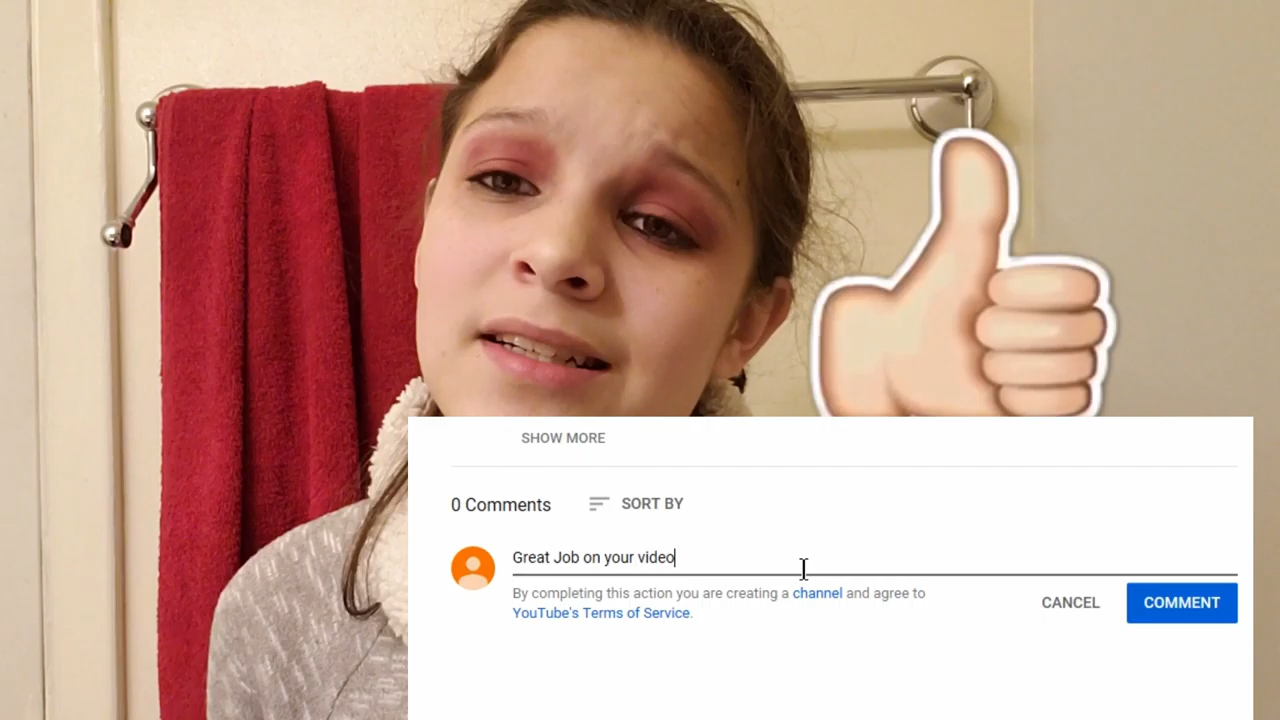 SHOW MORE
0 Comments
SORT BY
Great Job on your video
By completing this action you are creating a channel and agree to
YouTube's Terms of Service.
CANCEL
COMMENT